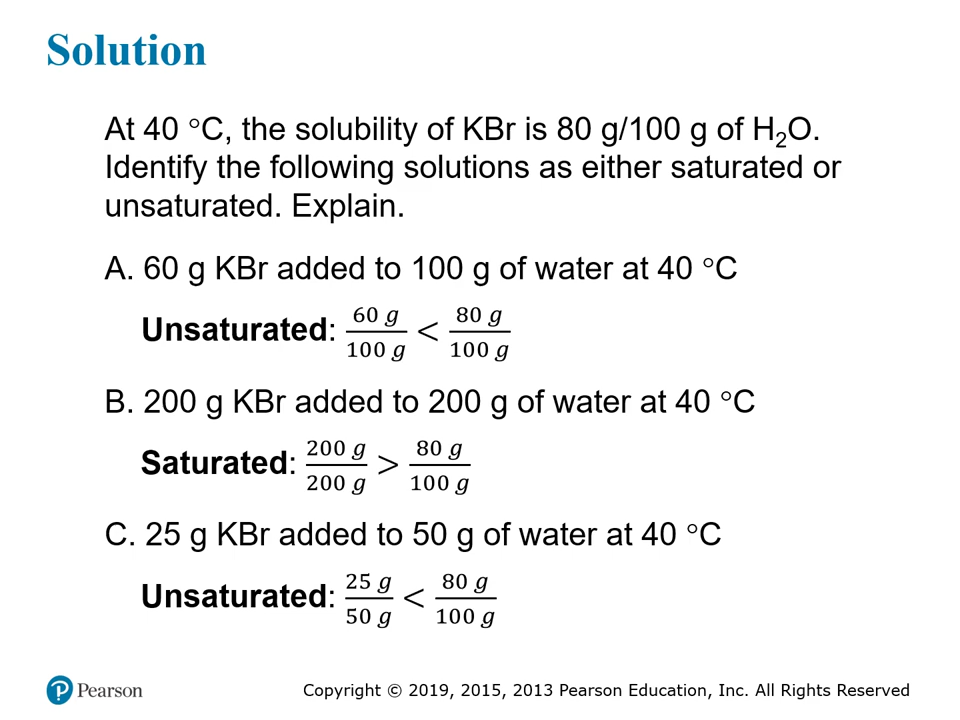 Solution
At 40 °C, the solubility of KBr is 80 g/100 g of H₂O.
Identify the following solutions as either saturated or
unsaturated. Explain.
A. 60 g KBr added to 100 g of water at 40 °C
Unsaturated: 60 g/100 g < 80 g/100 g
B. 200 g KBr added to 200 g of water at 40 °C
Saturated: 200 g/200 g > 80 g/100 g
C. 25 g KBr added to 50 g of water at 40 °C
Unsaturated: 25 g/50 g < 80 g/100 g
P Pearson
Copyright © 2019, 2015, 2013 Pearson Education, Inc. All Rights Reserved